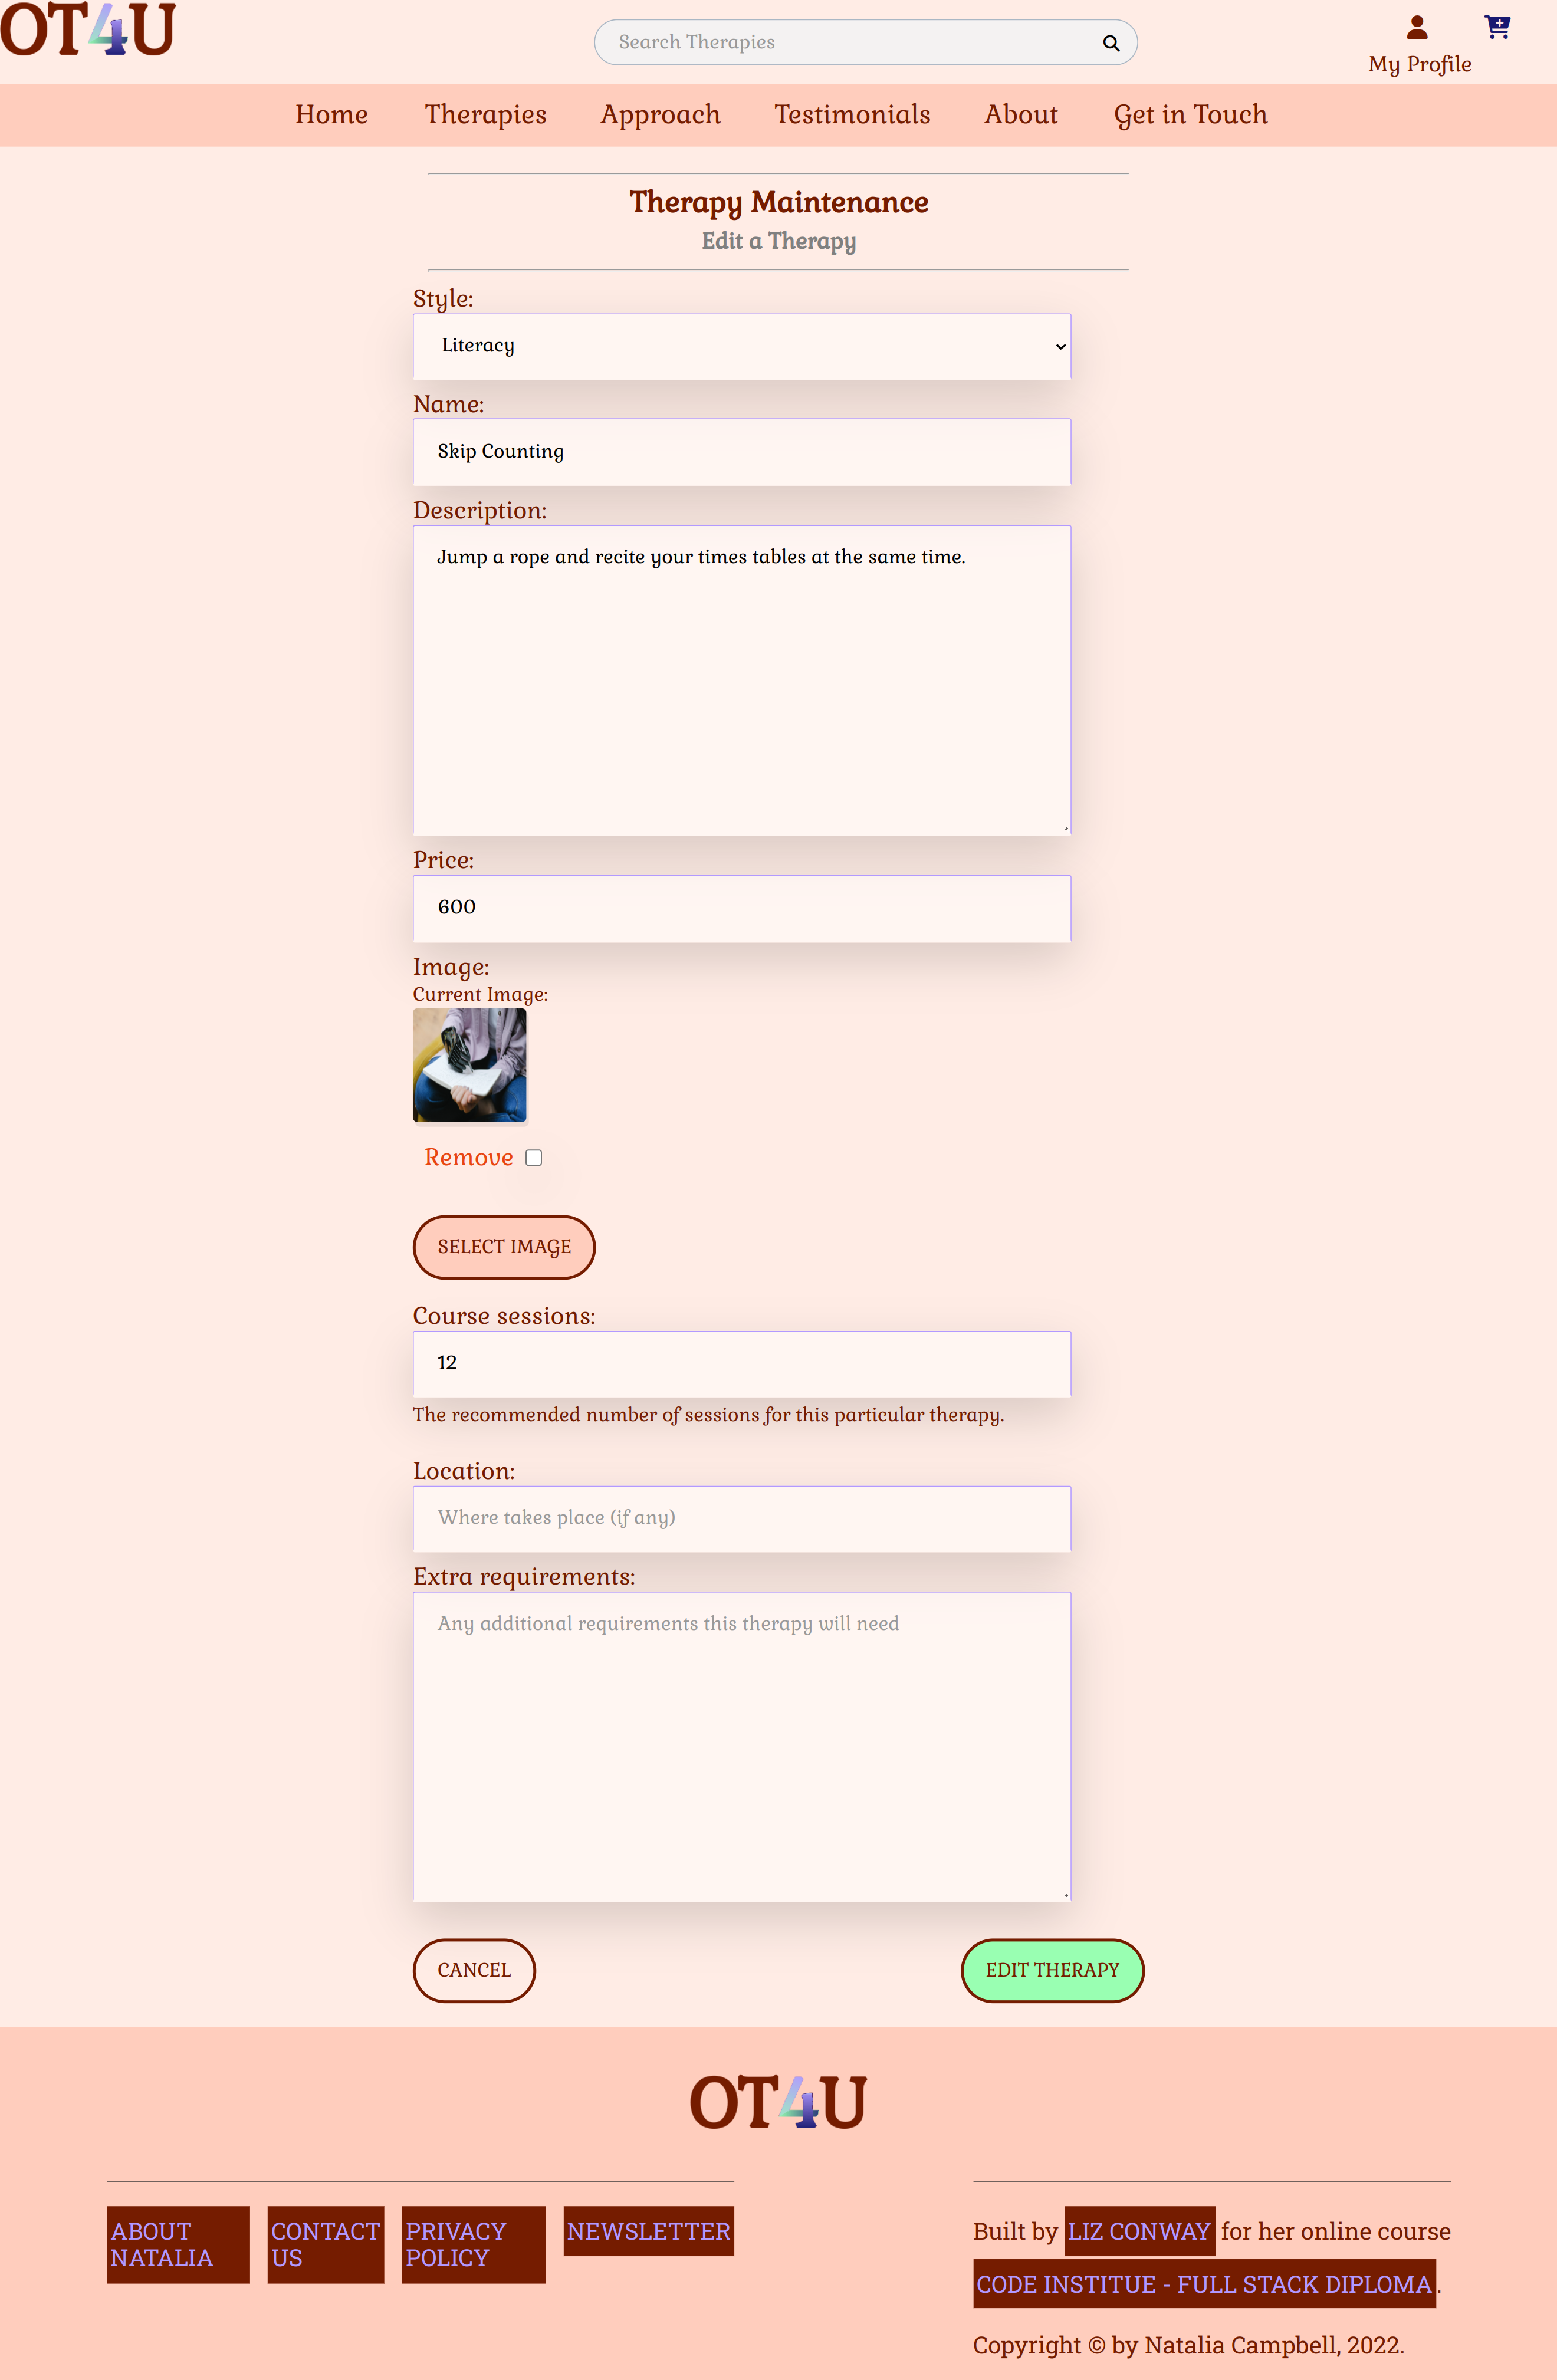 OT4U
Search Therapies
My Profile
Home Therapies Approach Testimonials About Get in Touch
Therapy Maintenance
Edit a Therapy
Style:
Literacy
Name:
Skip Counting
Description:
Jump a rope and recite your times tables at the same time.
Price:
600
Image:
Current Image:
Remove
SELECT IMAGE
Course sessions:
12
The recommended number of sessions for this particular therapy.
Location:
Where takes place (if any)
Extra requirements:
Any additional requirements this therapy will need
CANCEL EDIT THERAPY
OT4U
ABOUT
NATALIA
CONTACT
US
PRIVACY
POLICY
NEWSLETTER
Built by LIZ CONWAY for her online course
CODE INSTITUE - FULL STACK DIPLOMA.
Copyright © by Natalia Campbell, 2022.